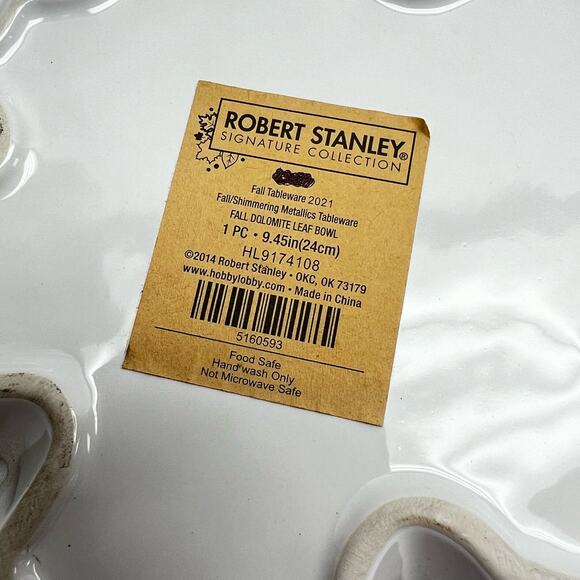 ROBERT STANLEY®
SIGNATURE COLLECTION
Fall Tableware 2021
Fall/Shimmering Metallics Tableware
FALL DOLOMITE LEAF BOWL
1 PC • 9.45in(24cm)
HL9174108
©2014 Robert Stanley • OKC, OK 73179
www.hobbylobby.com • Made in China
5160593
Food Safe
Hand wash Only
Not Microwave Safe